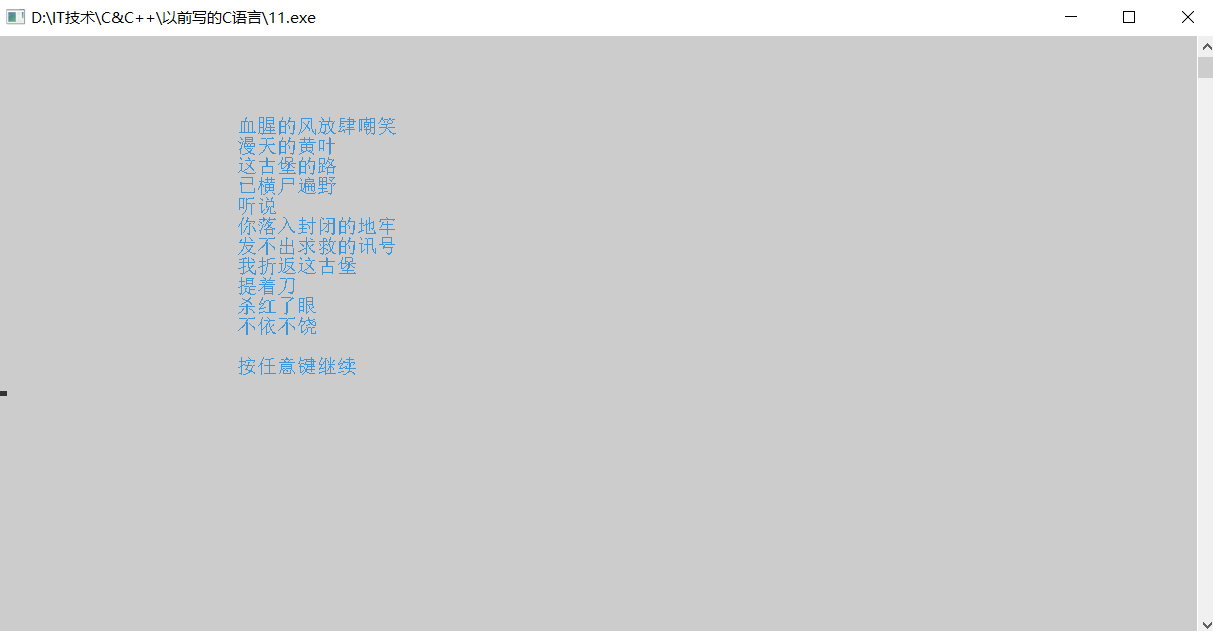 D:\IT技术\C&C++\以前写的C语言\11.exe
血腥的风放肆嘲笑
漫天的黄叶
这古堡的路
已横尸遍野
听说
你落入封闭的地牢
发不出求救的讯号
我折返这古堡
提着刀
杀红了眼
不依不饶
按任意键继续